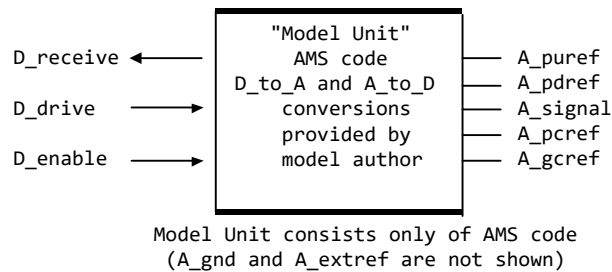 "Model Unit"
D_receive AMS code A_puref
D_to_A and A_to_D A_pdref
D_drive conversions A_signal
provided by A_pcref
D_enable model author A_gcref
Model Unit consists only of AMS code
(A_gnd and A_extref are not shown)